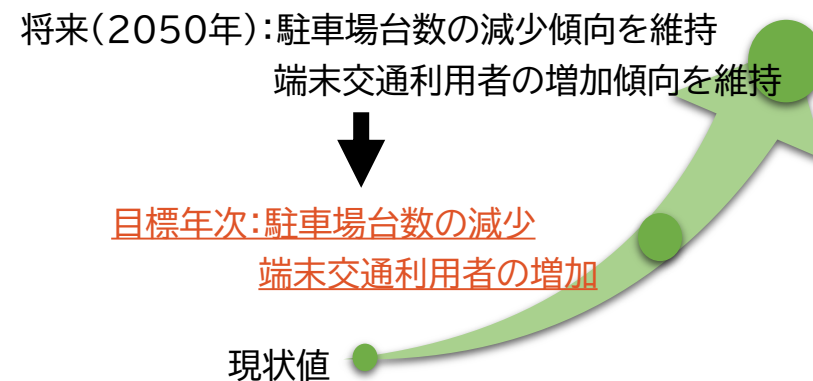 将来(2050年):駐車場台数の減少傾向を維持
端末交通利用者の増加傾向を維持
目標年次:駐車場台数の減少
端末交通利用者の増加
現状値